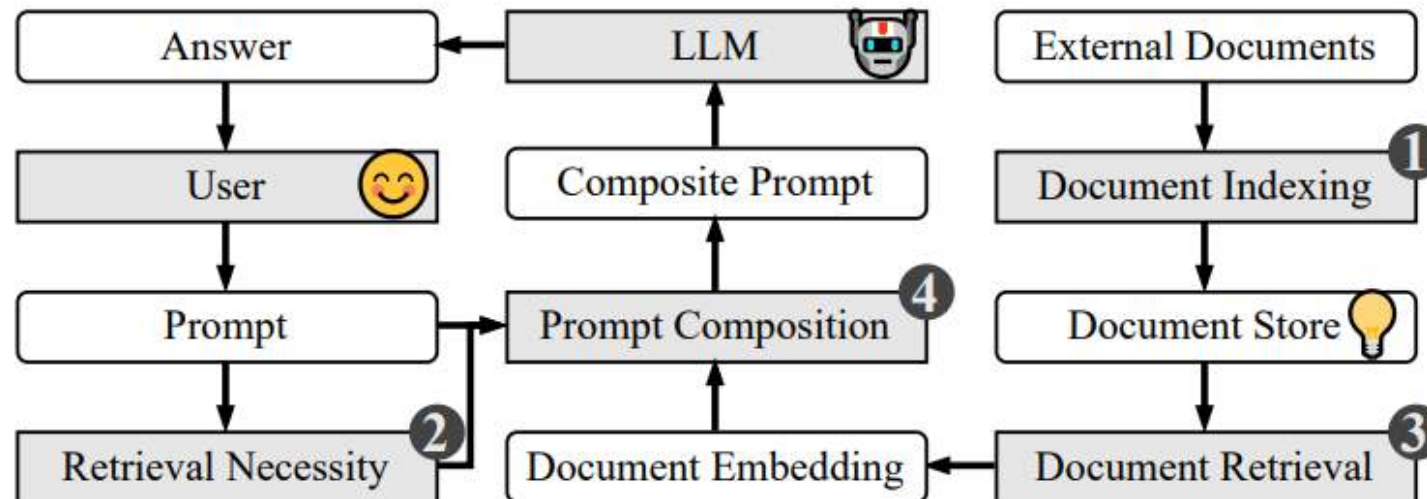 Answer
LLM
External Documents
User
Composite Prompt
1
Document Indexing
Prompt
Prompt Composition
4
Document Store
Retrieval Necessity
2
Document Embedding
Document Retrieval
3